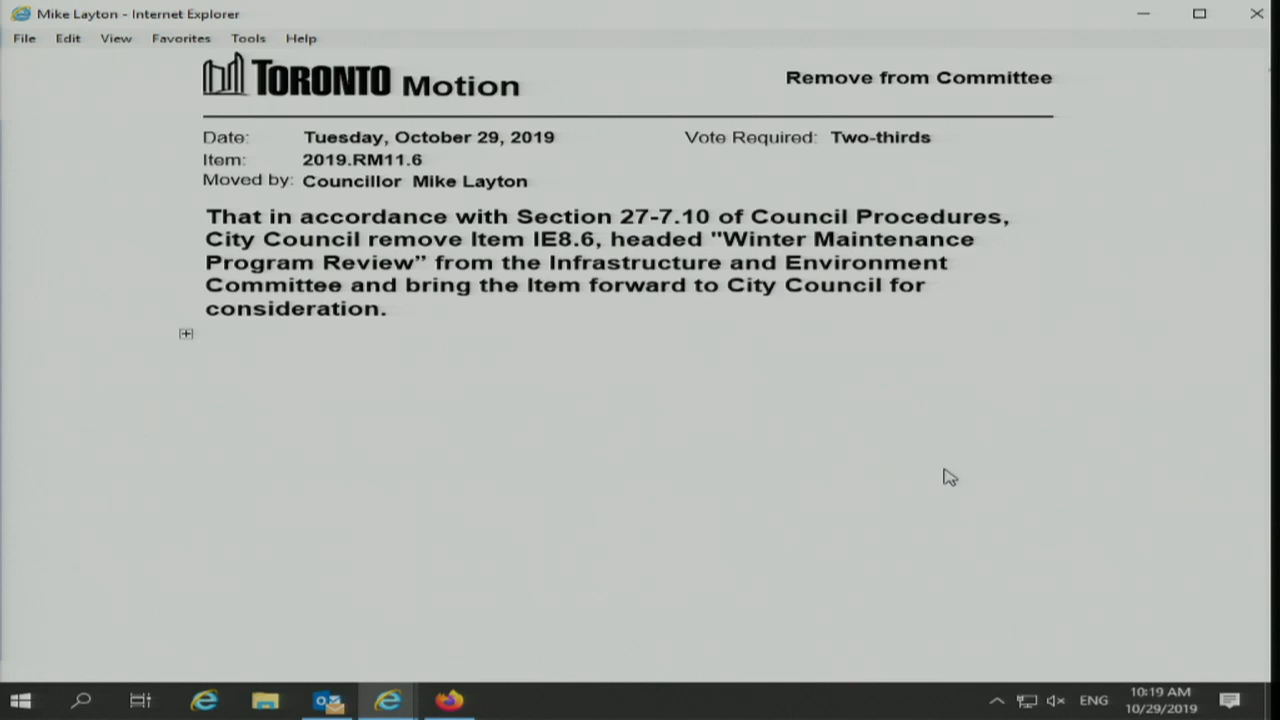 Mike Layton - Internet Explorer
File Edit View Favorites Tools Help
TORONTO Motion
Remove from Committee
Date: Tuesday, October 29, 2019
Vote Required: Two-thirds
Item: 2019.RM11.6
Moved by: Councillor Mike Layton
That in accordance with Section 27-7.10 of Council Procedures,
City Council remove Item IE8.6, headed "Winter Maintenance
Program Review” from the Infrastructure and Environment
Committee and bring the Item forward to City Council for
consideration.
ENG
10:19 AM
10/29/2019